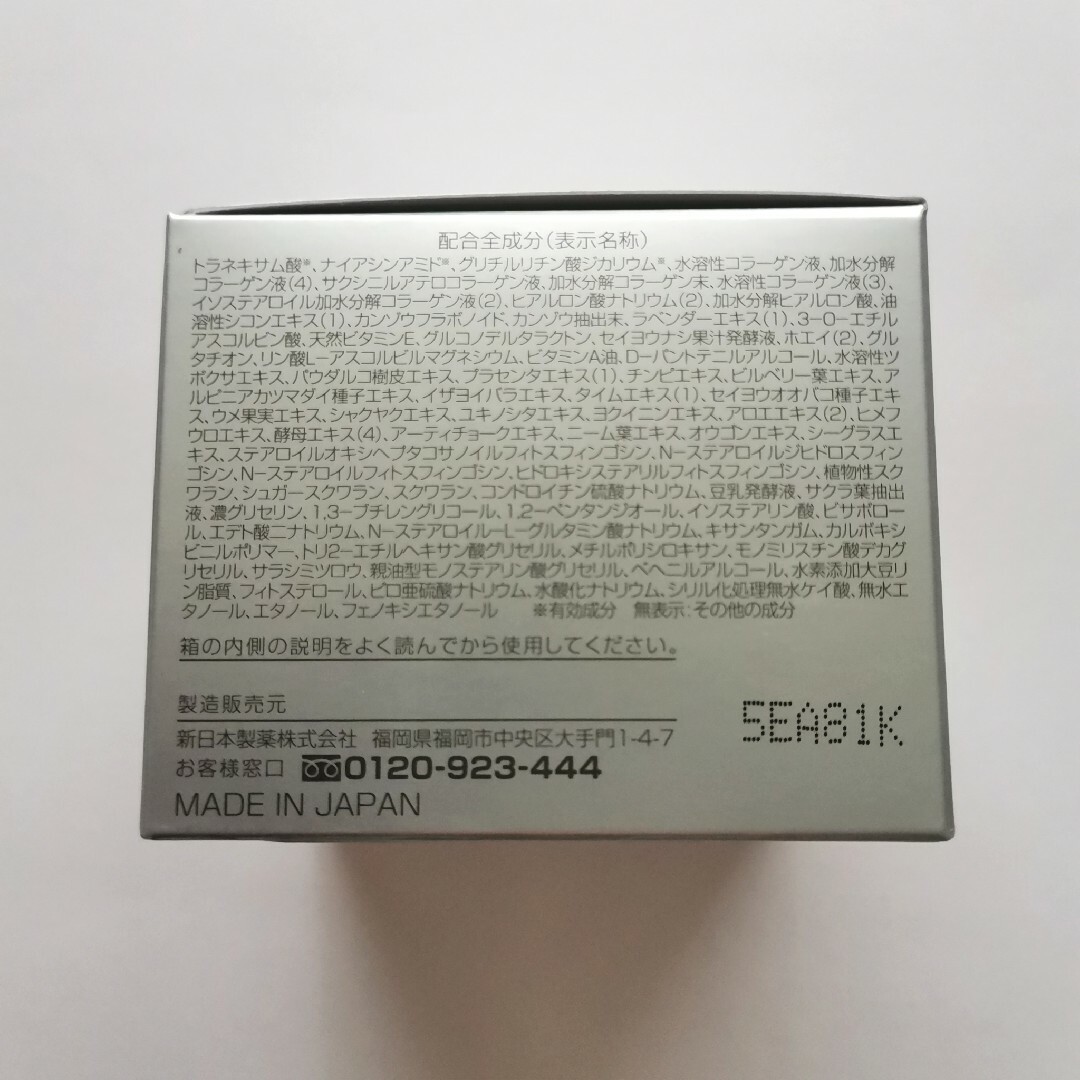 配合全成分(表示名称)
トラネキサム酸※、ナイアシンアミド※、グリチルリチン酸ジカリウム※、水溶性コラーゲン液、加水分解
コラーゲン液(4)、サクシニルアテロコラーゲン液、加水分解コラーゲン末、水溶性コラーゲン液(3)、
イソステアロイル加水分解コラーゲン液(2)、ヒアルロン酸ナトリウム(2)、加水分解ヒアルロン酸、油
溶性シコンエキス(1)、カンゾウフラボノイド、カンゾウ抽出末、ラベンダーエキス(1)、3-O-エチル
アスコルビン酸、天然ビタミンE、グルコノデルタラクトン、セイヨウナシ果汁発酵液、ホエイ(2)、グル
タチオン、リン酸L-アスコルビルマグネシウム、ビタミンA油、D-パントテニルアルコール、水溶性ツ
ボクサエキス、パウダルコ樹皮エキス、プラセンタエキス(1)、チンピエキス、ビルベリー葉エキス、ア
ルピニアカツマダイ種子エキス、イザヨイバラエキス、タイムエキス(1)、セイヨウオオバコ種子エキ
ス、ウメ果実エキス、シャクヤクエキス、ユキノシタエキス、ヨクイニンエキス、アロエエキス(2)、ヒメフ
ウロエキス、酵母エキス(4)、アーティチョークエキス、ニーム葉エキス、オウゴンエキス、シーグラスエ
キス、ステアロイルオキシヘプタコサノイルフィトスフィンゴシン、N-ステアロイルジヒドロスフィン
ゴシン、N-ステアロイルフィトスフィンゴシン、ヒドロキシステアリルフィトスフィンゴシン、植物性スク
ワラン、シュガースクワラン、スクワラン、コンドロイチン硫酸ナトリウム、豆乳発酵液、サクラ葉抽出
液、濃グリセリン、1,3-ブチレングリコール、1,2-ペンタンジオール、イソステアリン酸、ビサボロー
ル、エデト酸二ナトリウム、N-ステアロイル-L-グルタミン酸ナトリウム、キサンタンガム、カルボキシ
ビニルポリマー、トリ2-エチルヘキサン酸グリセリル、メチルポリシロキサン、モノミリスチン酸デカグ
リセリル、サラシミツロウ、親油型モノステアリン酸グリセリル、ベヘニルアルコール、水素添加大豆リ
ン脂質、フィトステロール、ピロ亜硫酸ナトリウム、水酸化ナトリウム、シリル化処理無水ケイ酸、無水エ
タノール、エタノール、フェノキシエタノール ※有効成分 無表示:その他の成分
箱の内側の説明をよく読んでから使用してください。
製造販売元
新日本製薬株式会社 福岡県福岡市中央区大手門1-4-7
お客様窓口 0120-923-444
MADE IN JAPAN
5EA81K